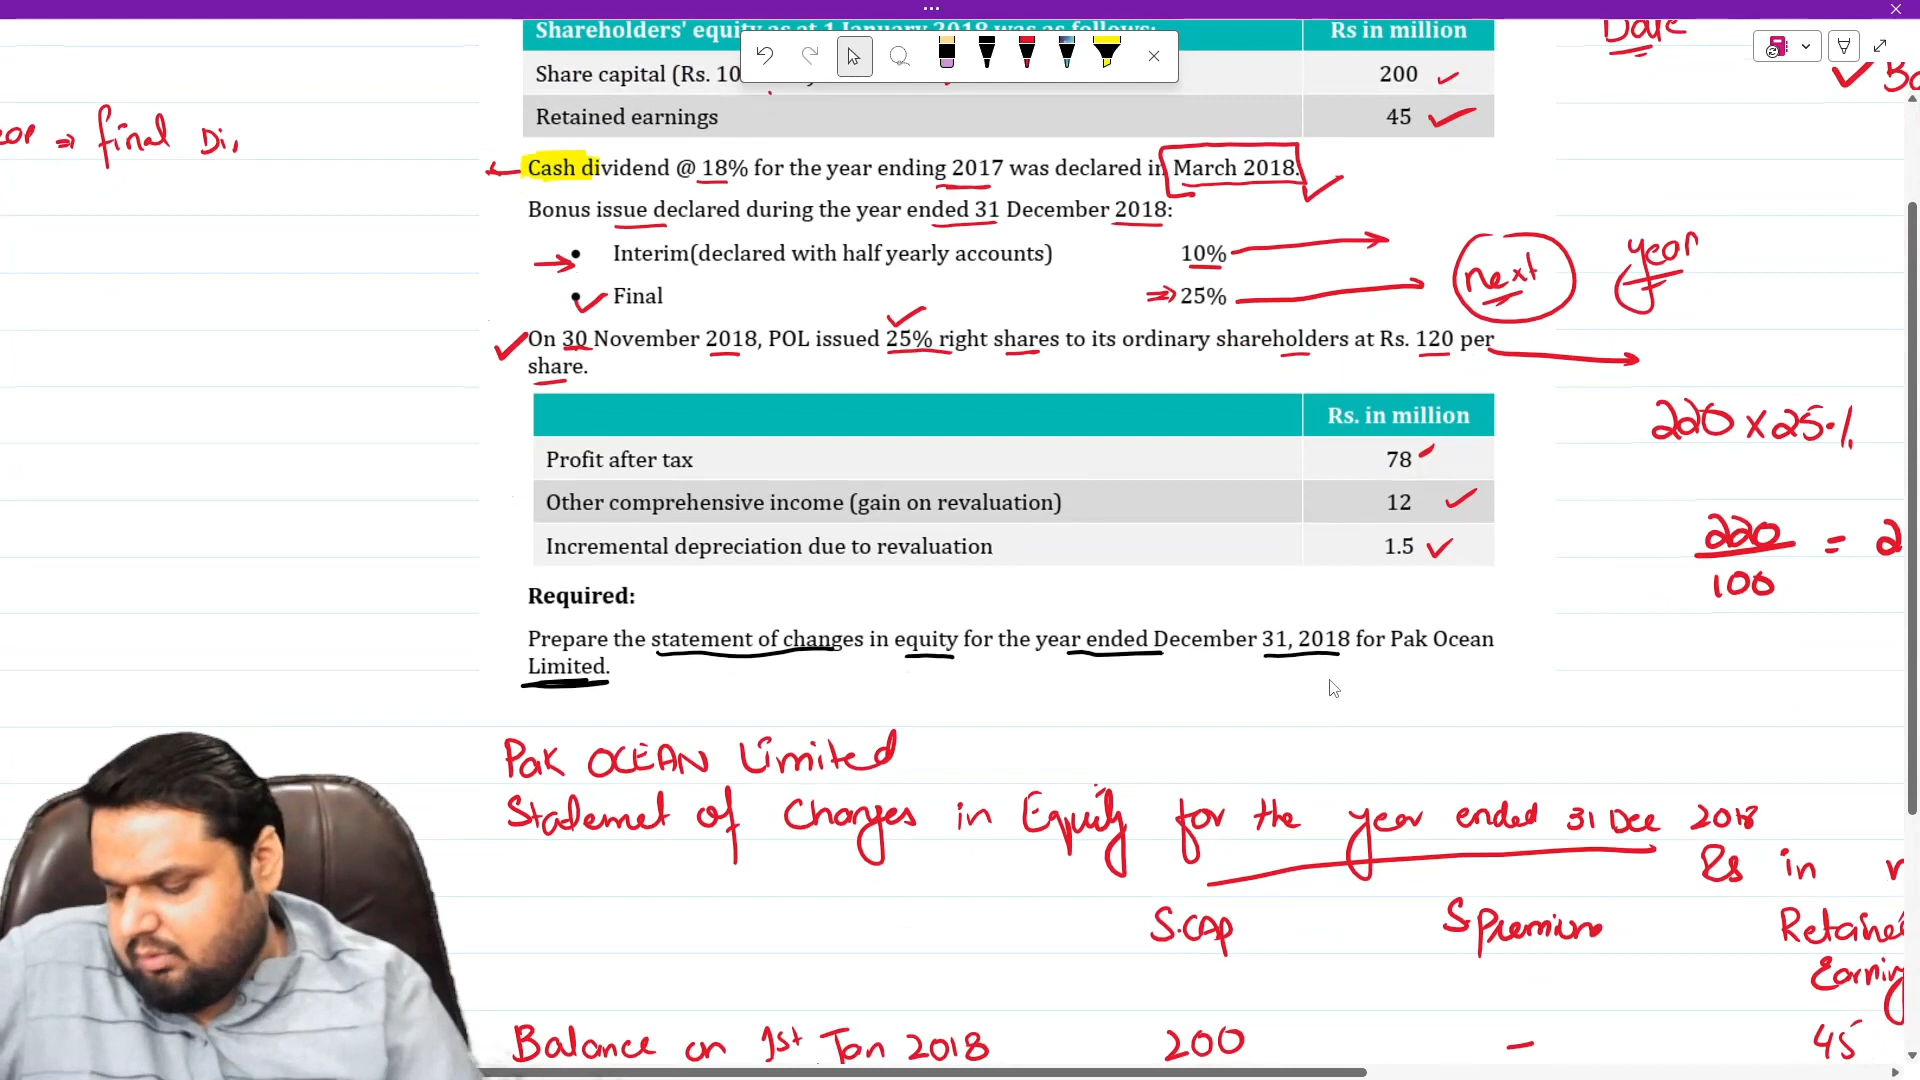 Shareholders' equity as at 1 January 2018 was as follows: Rs in million
Share capital (Rs. 10 200
Retained earnings 45
Cash dividend @ 18% for the year ending 2017 was declared in March 2018.
Bonus issue declared during the year ended 31 December 2018:
• Interim(declared with half yearly accounts) 10%
• Final 25%
On 30 November 2018, POL issued 25% right shares to its ordinary shareholders at Rs. 120 per
share.
Rs. in million
Profit after tax 78
Other comprehensive income (gain on revaluation) 12
Incremental depreciation due to revaluation 1.5
Required:
Prepare the statement of changes in equity for the year ended December 31, 2018 for Pak Ocean
Limited.
⇒ final Di,
Date
next year
220 x 25%
220
100
= 2
Pak OCEAN Limited
Statemet of Changes in Equity for the year ended 31 Dec 2018
Rs in
S.CAP S.Premium Retaine
Earning
Balance on 1st Jan 2018 200 – 45